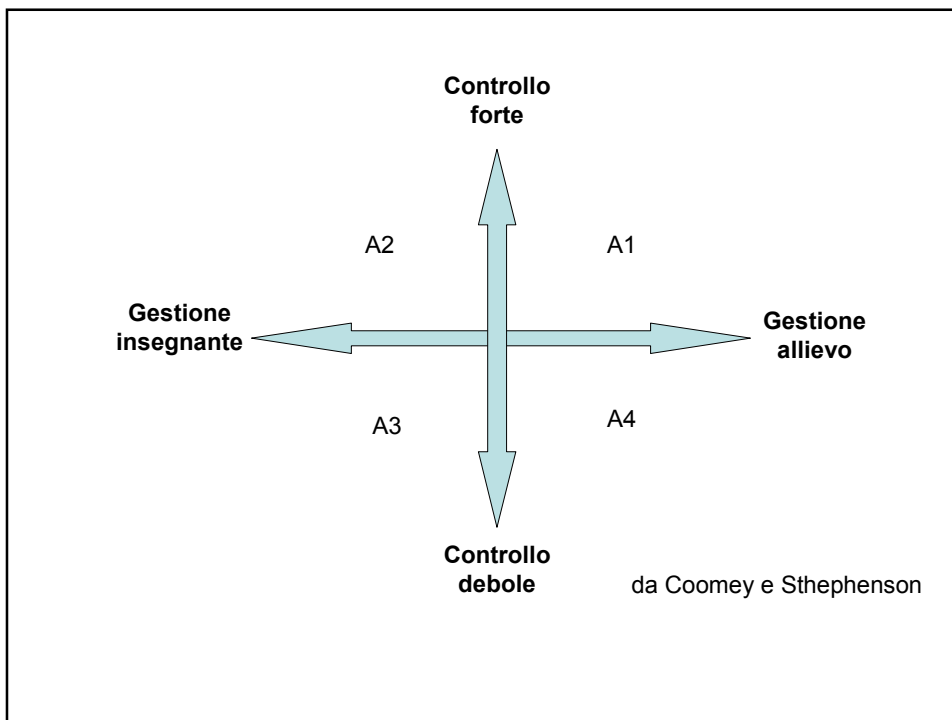 Controllo
forte
A2
A1
Gestione
insegnante
Gestione
allievo
A3
A4
Controllo
debole
da Coomey e Sthephenson